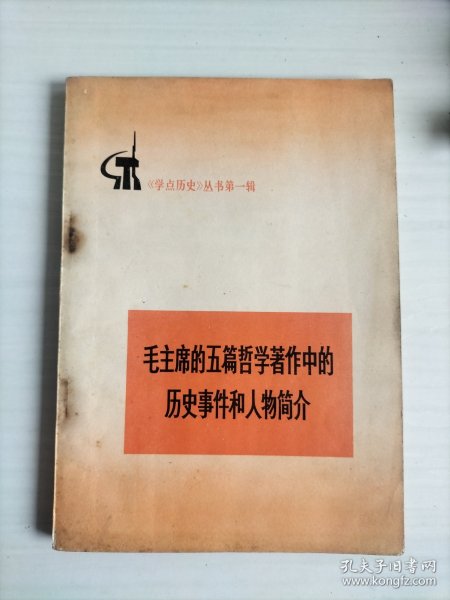 《学点历史》丛书第一辑
毛主席的五篇哲学著作中的
历史事件和人物简介
孔夫子旧书网
www.kongfz.com